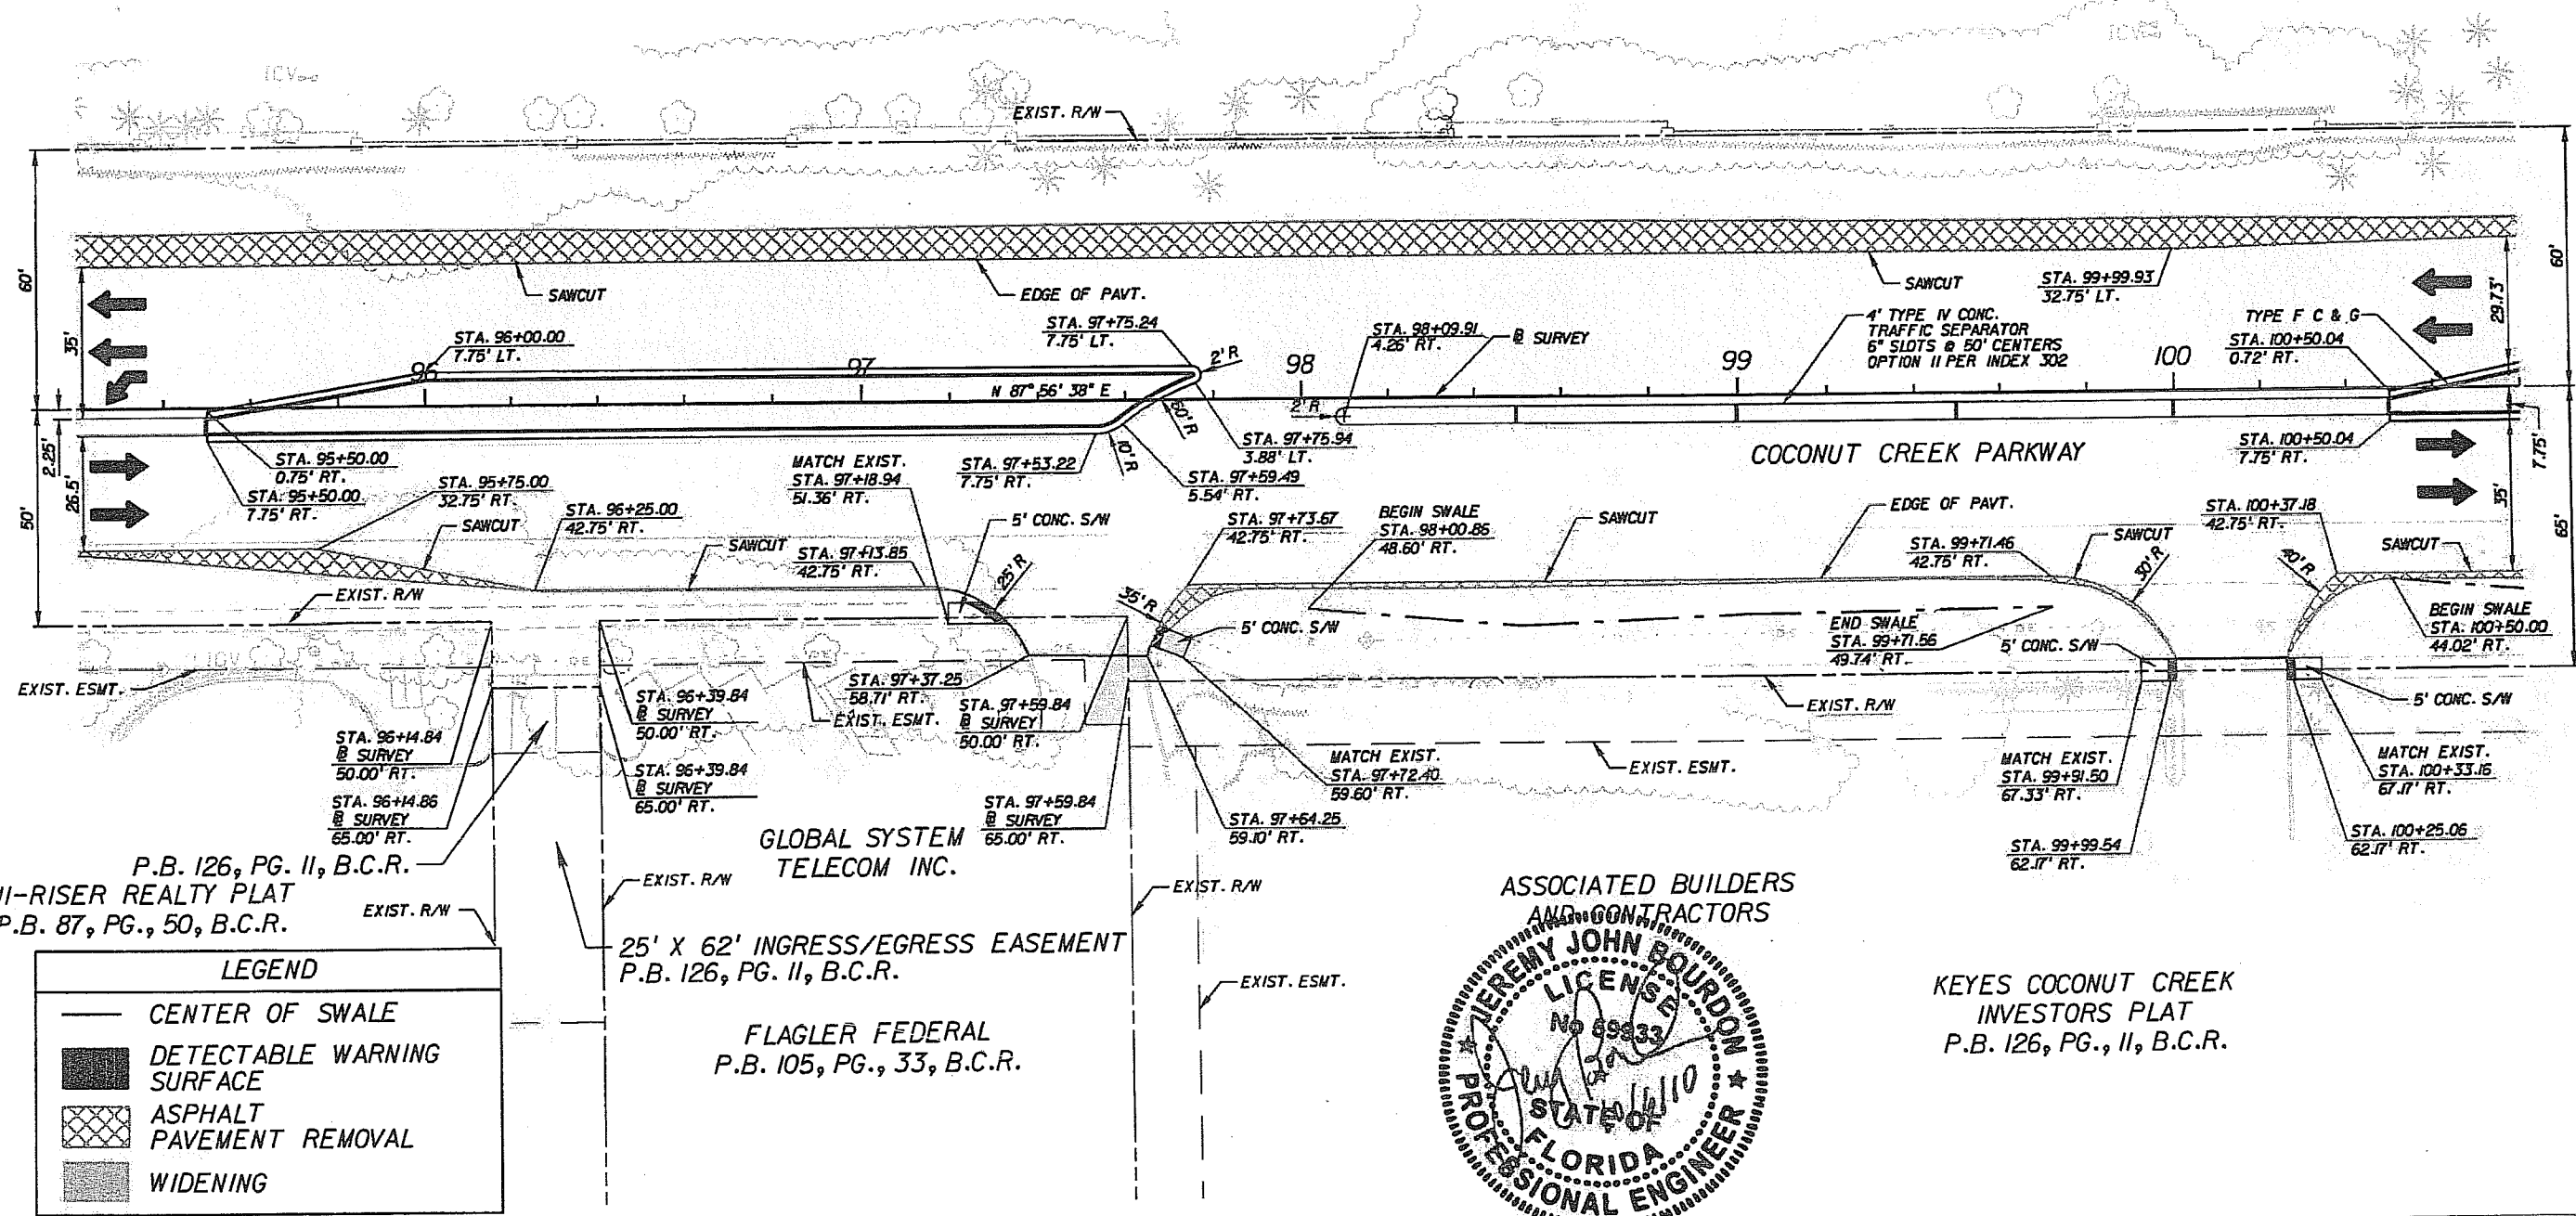 ICV
ICV
EXIST. R/W
60'
60'
SAWCUT
EDGE OF PAVT.
SAWCUT
STA. 99+99.93
32.75' LT.
35'
29.73'
STA. 96+00.00
7.75' LT.
STA. 97+75.24
7.75' LT.
2' R
STA. 98+09.91
4.26' RT.
SURVEY
4' TYPE IV CONC.
TRAFFIC SEPARATOR
6" SLOTS @ 50' CENTERS
OPTION II PER INDEX 302
TYPE F C & G
STA. 100+50.04
0.72' RT.
96
97
98
99
100
N 87° 56' 38" E
2' R
60' R
10' R
2.25'
26.5'
50'
STA. 95+50.00
0.75' RT.
STA. 95+50.00
7.75' RT.
STA. 97+75.94
3.88' LT.
STA. 97+53.22
7.75' RT.
STA. 97+59.49
5.54' RT.
COCONUT CREEK PARKWAY
STA. 100+50.04
7.75' RT.
7.75'
35'
65'
MATCH EXIST.
STA. 97+18.94
51.36' RT.
STA. 95+75.00
32.75' RT.
SAWCUT
STA. 96+25.00
42.75' RT.
SAWCUT
STA. 97+13.85
42.75' RT.
5' CONC. S/W
25' R
STA. 97+73.67
42.75' RT.
BEGIN SWALE
STA. 98+00.86
48.60' RT.
SAWCUT
EDGE OF PAVT.
STA. 99+71.46
42.75' RT.
SAWCUT
STA. 100+37.18
42.75' RT.
SAWCUT
30' R
40' R
35' R
EXIST. R/W
5' CONC. S/W
END SWALE
STA. 99+71.56
49.74' RT.
5' CONC. S/W
BEGIN SWALE
STA. 100+50.00
44.02' RT.
ICV
EXIST. ESMT.
STA. 96+14.84
SURVEY
50.00' RT.
STA. 96+39.84
SURVEY
50.00' RT.
STA. 97+37.25
58.71' RT.
EXIST. ESMT.
STA. 97+59.84
SURVEY
50.00' RT.
EXIST. R/W
5' CONC. S/W
STA. 96+14.86
SURVEY
65.00' RT.
STA. 96+39.84
SURVEY
65.00' RT.
STA. 97+59.84
SURVEY
65.00' RT.
MATCH EXIST.
STA. 97+72.40
59.60' RT.
EXIST. ESMT.
MATCH EXIST.
STA. 99+91.50
67.33' RT.
MATCH EXIST.
STA. 100+33.16
67.17' RT.
STA. 97+64.25
59.10' RT.
STA. 99+99.54
62.17' RT.
STA. 100+25.06
62.17' RT.
GLOBAL SYSTEM
TELECOM INC.
P.B. 126, PG. 11, B.C.R.
I-RISER REALTY PLAT
P.B. 87, PG., 50, B.C.R.
EXIST. R/W
EXIST. R/W
EXIST. R/W
25' X 62' INGRESS/EGRESS EASEMENT
P.B. 126, PG. 11, B.C.R.
EXIST. ESMT.
FLAGLER FEDERAL
P.B. 105, PG., 33, B.C.R.
ASSOCIATED BUILDERS
AND CONTRACTORS
KEYES COCONUT CREEK
INVESTORS PLAT
P.B. 126, PG., 11, B.C.R.
LEGEND
CENTER OF SWALE
DETECTABLE WARNING
SURFACE
ASPHALT
PAVEMENT REMOVAL
WIDENING
JEREMY JOHN BOURDON
LICENSE
No 69933
STATE OF
FLORIDA
PROFESSIONAL ENGINEER